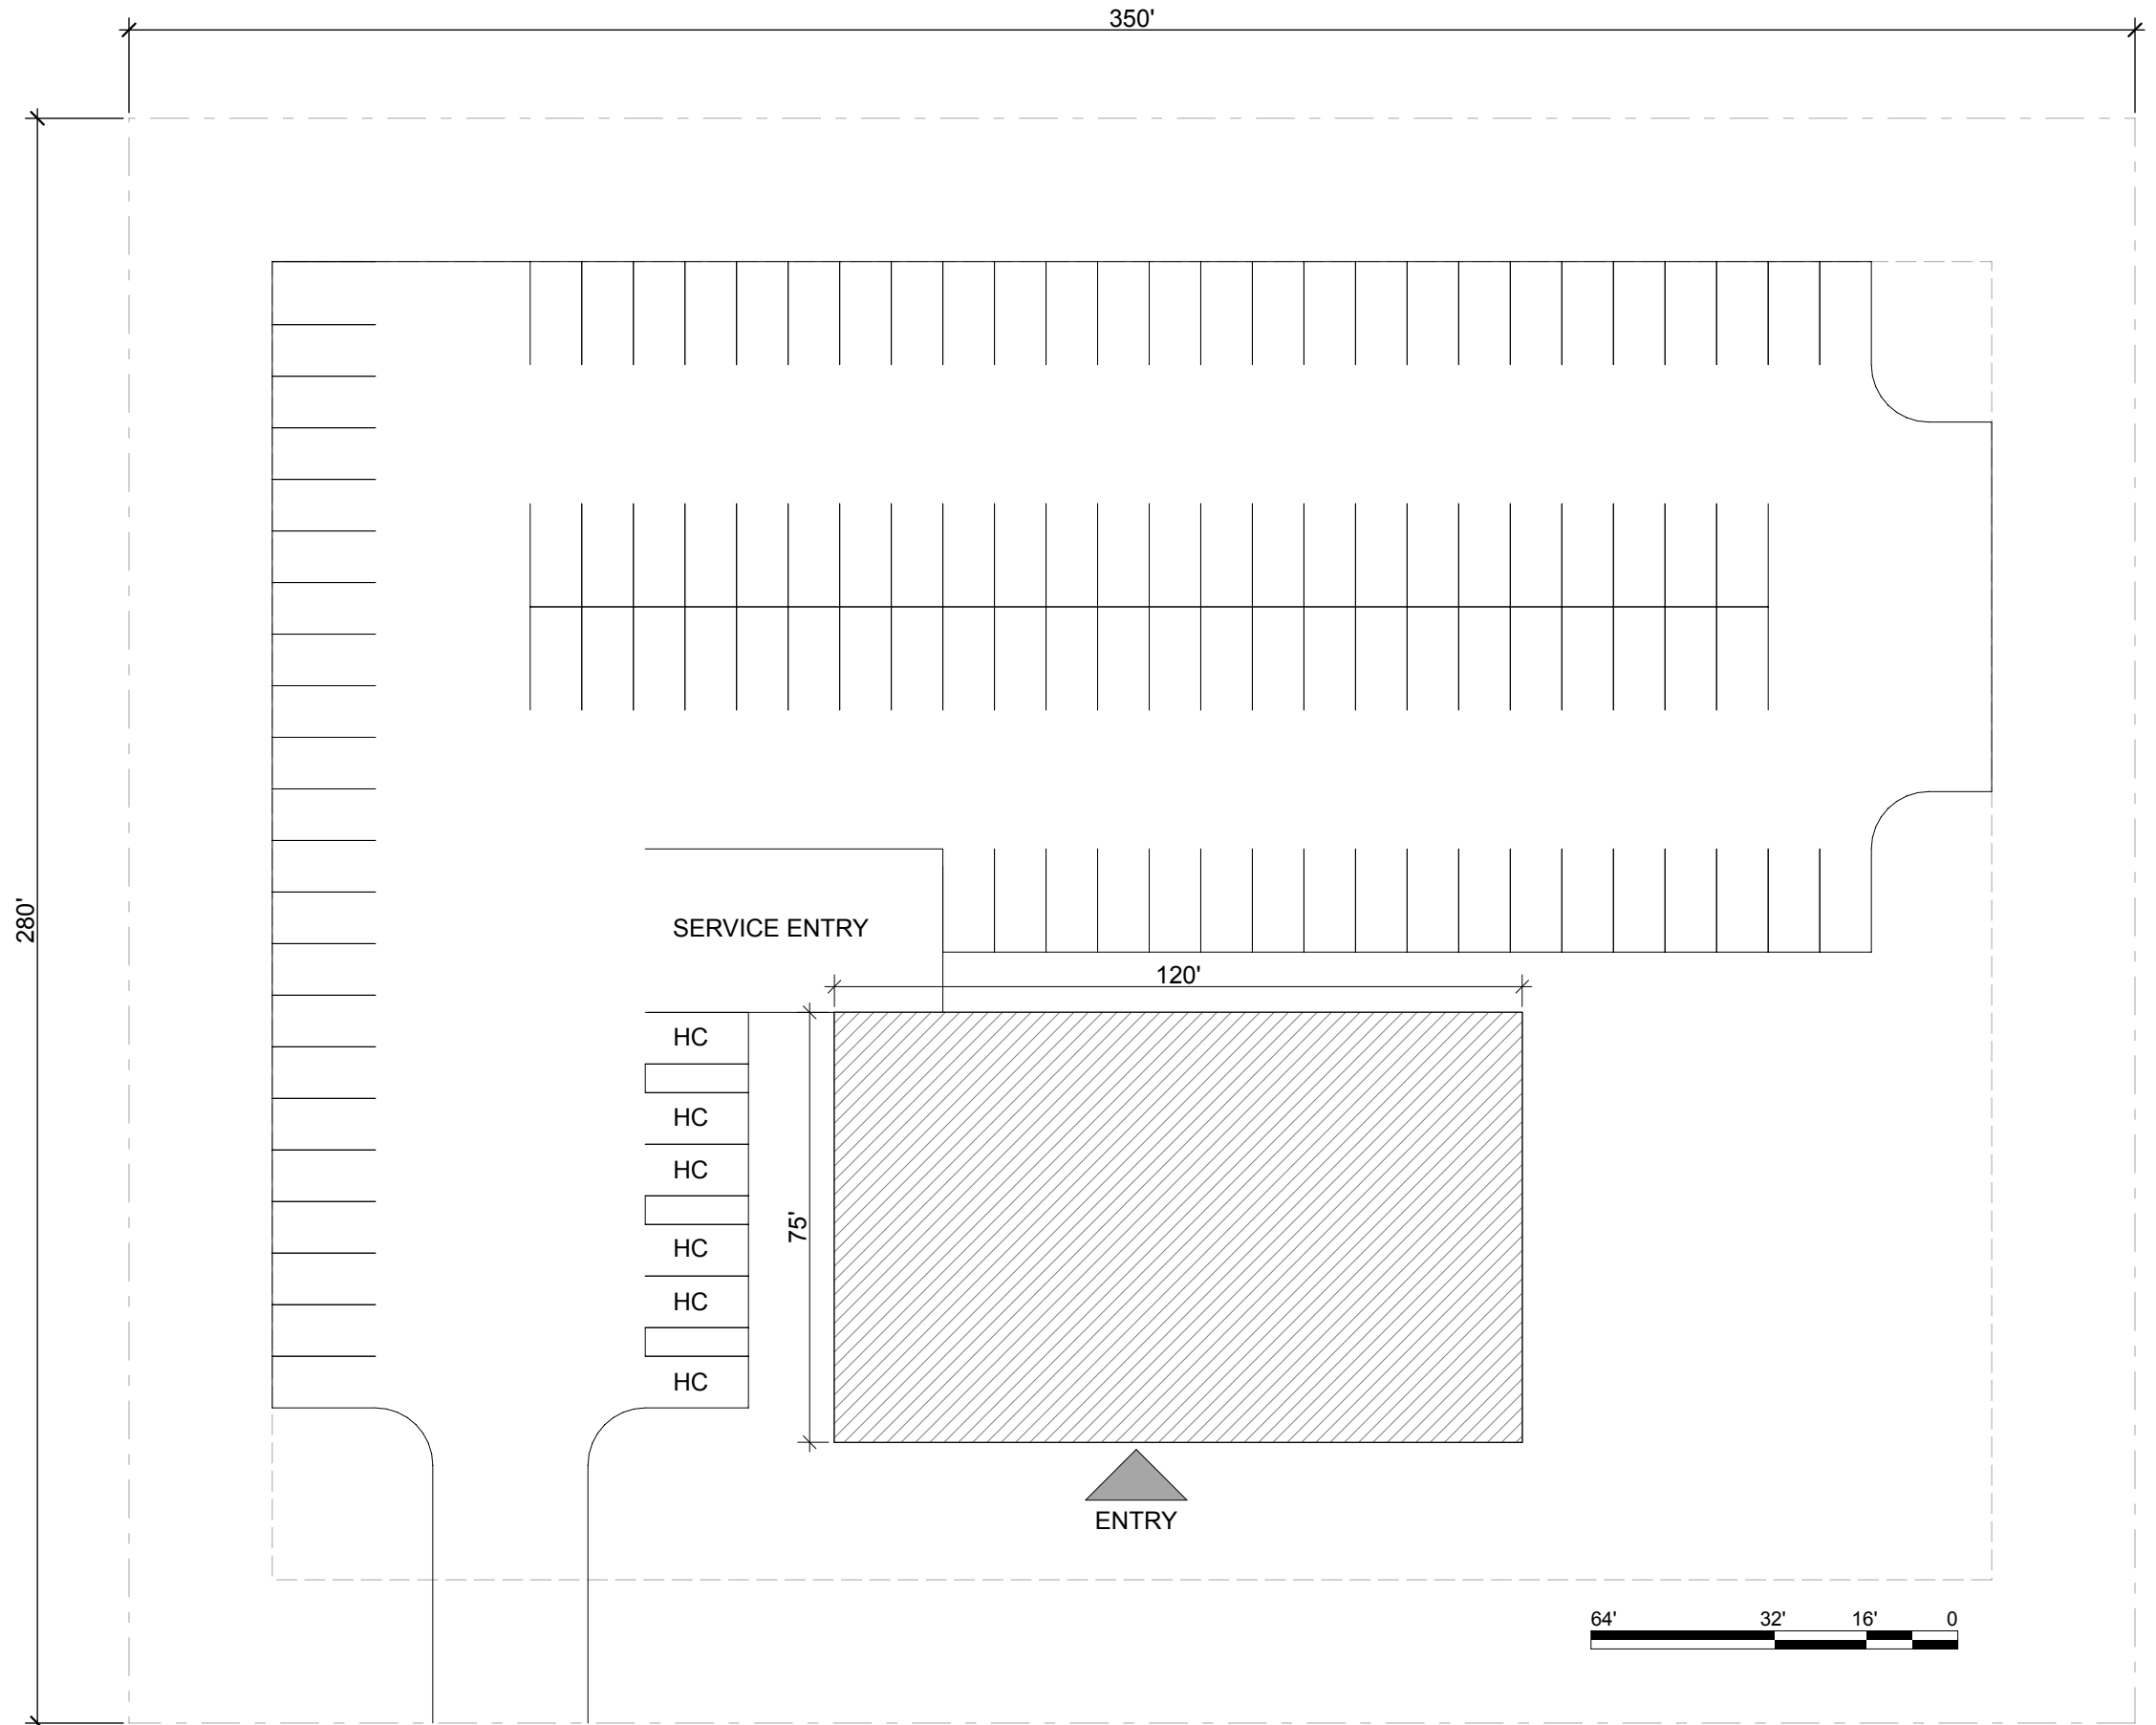 350'
280'
SERVICE ENTRY
120'
HC
HC
HC
75'
HC
HC
HC
ENTRY
64' 32' 16' 0